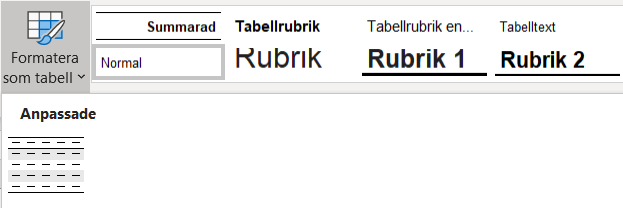 Formatera
som tabell
Summarad
Tabellrubrik
Tabellrubrik en...
Tabelltext
Normal
Rubrik
Rubrik 1
Rubrik 2
Anpassade